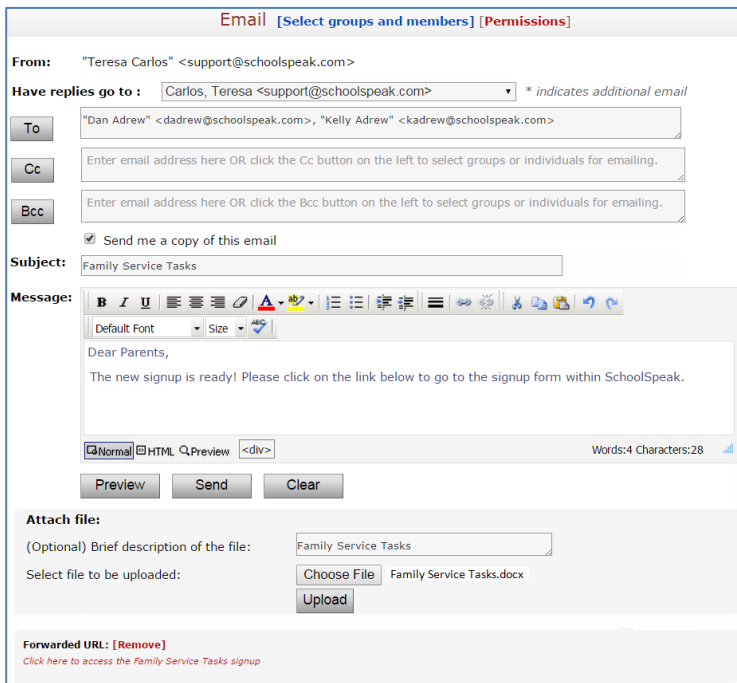 Email [Select groups and members] [Permissions]
From: "Teresa Carlos" <support@schoolspeak.com>
Have replies go to : Carlos, Teresa <support@schoolspeak.com> * indicates additional email
To "Dan Adrew" <dadrew@schoolspeak.com>, "Kelly Adrew" <kadrew@schoolspeak.com>
Cc Enter email address here OR click the Cc button on the left to select groups or individuals for emailing.
Bcc Enter email address here OR click the Bcc button on the left to select groups or individuals for emailing.
Send me a copy of this email
Subject: Family Service Tasks
Message: B I U A ab
Default Font Size ABC
Dear Parents,
The new signup is ready! Please click on the link below to go to the signup form within SchoolSpeak.
Normal HTML Preview <div> Words:4 Characters:28
Preview Send Clear
Attach file:
(Optional) Brief description of the file: Family Service Tasks
Select file to be uploaded: Choose File Family Service Tasks.docx
Upload
Forwarded URL: [Remove]
Click here to access the Family Service Tasks signup